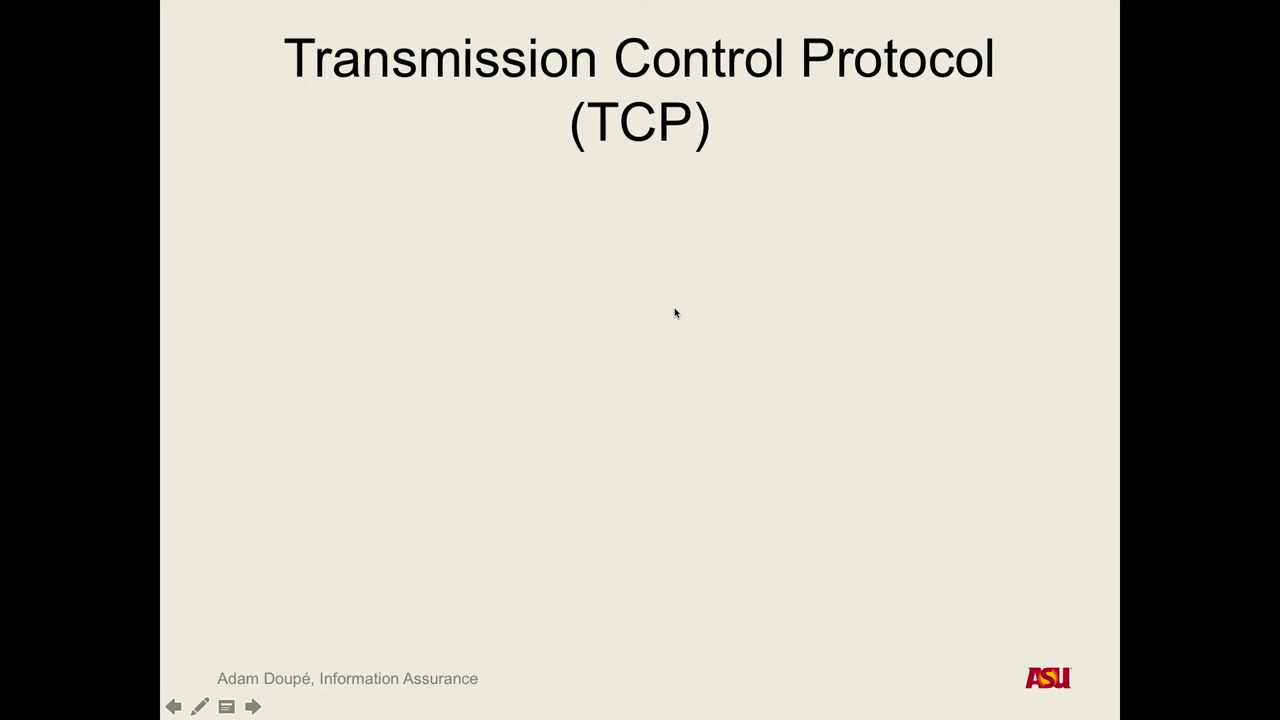 Transmission Control Protocol
(TCP)
Adam Doupé, Information Assurance
ASU